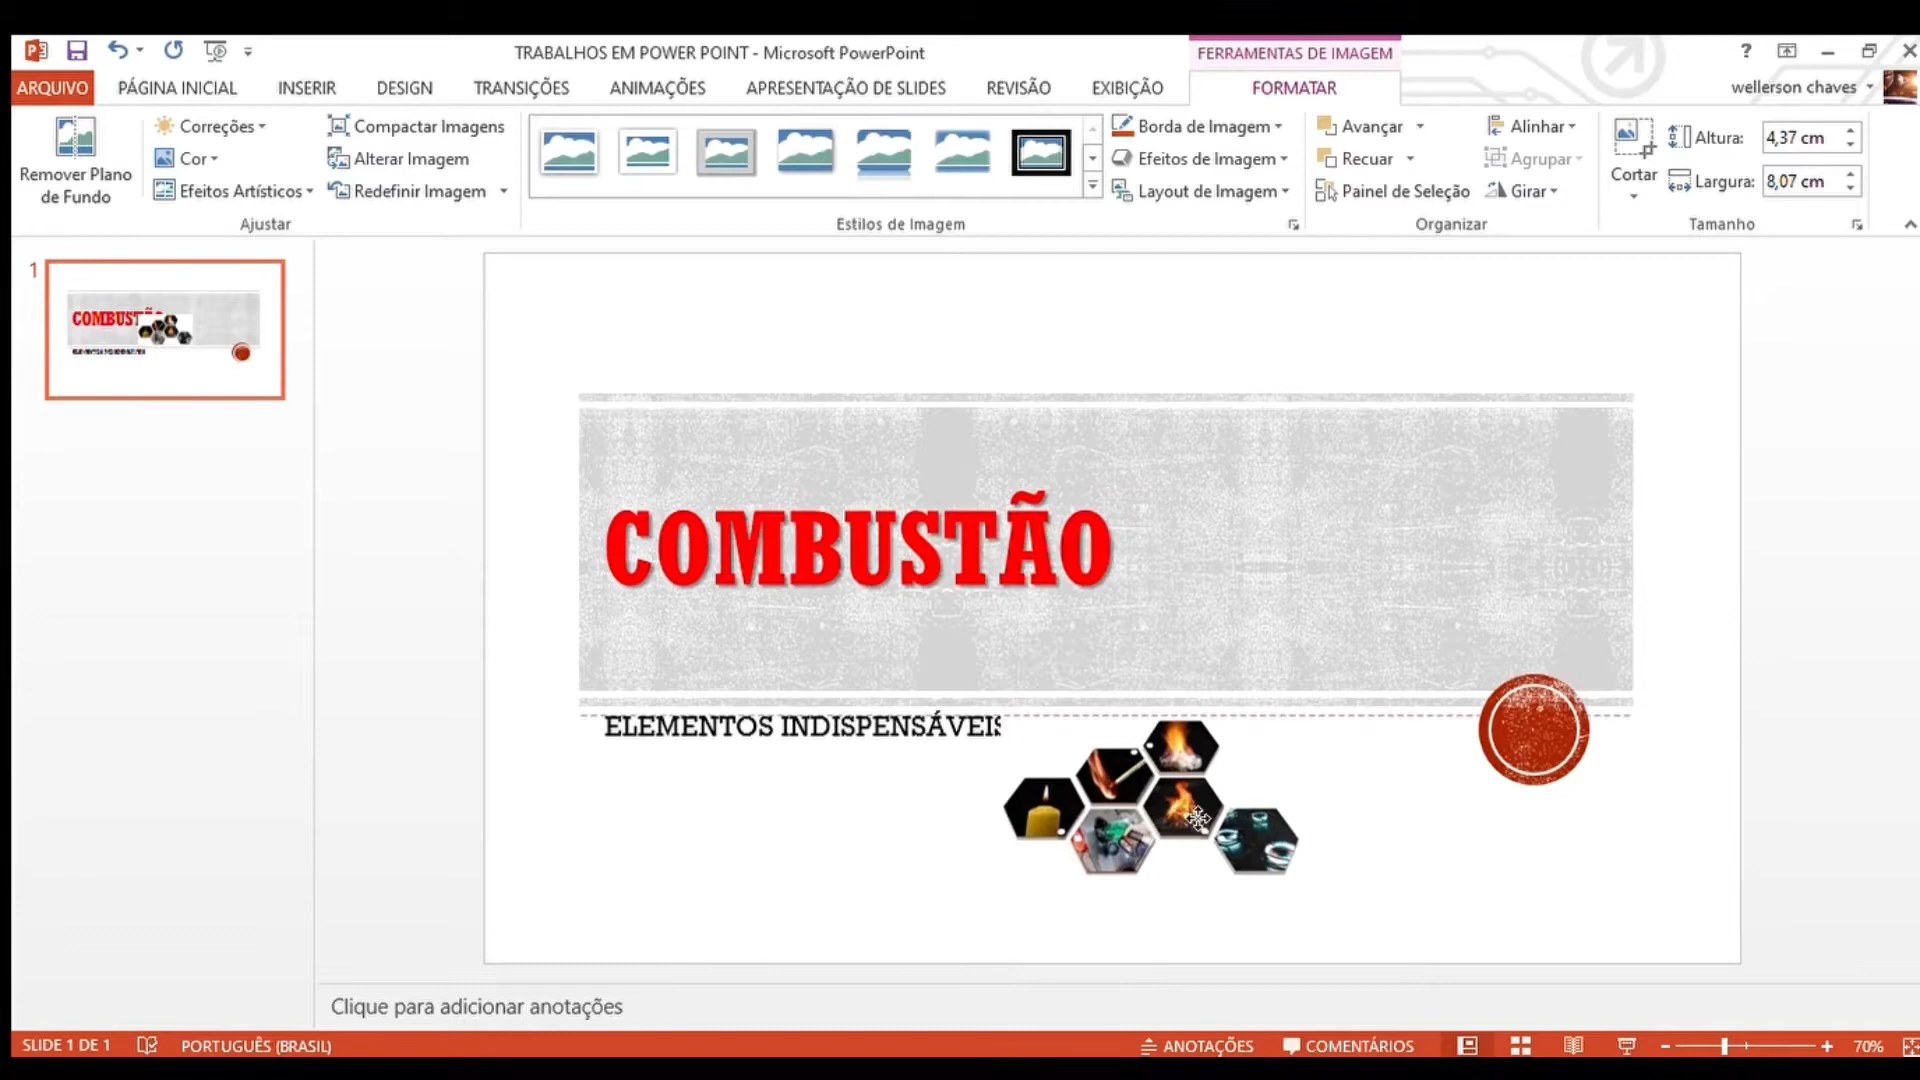 TRABALHOS EM POWER POINT - Microsoft PowerPoint
FERRAMENTAS DE IMAGEM
?
ARQUIVO
PÁGINA INICIAL
INSERIR
DESIGN
TRANSIÇÕES
ANIMAÇÕES
APRESENTAÇÃO DE SLIDES
REVISÃO
EXIBIÇÃO
FORMATAR
wellerson chaves
Remover Plano
de Fundo
Correções
Cor
Efeitos Artísticos
Compactar Imagens
Alterar Imagem
Redefinir Imagem
Ajustar
Estilos de Imagem
Borda de Imagem
Efeitos de Imagem
Layout de Imagem
Avançar
Recuar
Painel de Seleção
Alinhar
Agrupar
Girar
Organizar
Cortar
Altura: 4,37 cm
Largura: 8,07 cm
Tamanho
1
COMBUSTÃO
ELEMENTOS INDISPENSÁVEIS
COMBUSTÃO
ELEMENTOS INDISPENSÁVEIS
Clique para adicionar anotações
SLIDE 1 DE 1
PORTUGUÊS (BRASIL)
ANOTAÇÕES
COMENTÁRIOS
70%